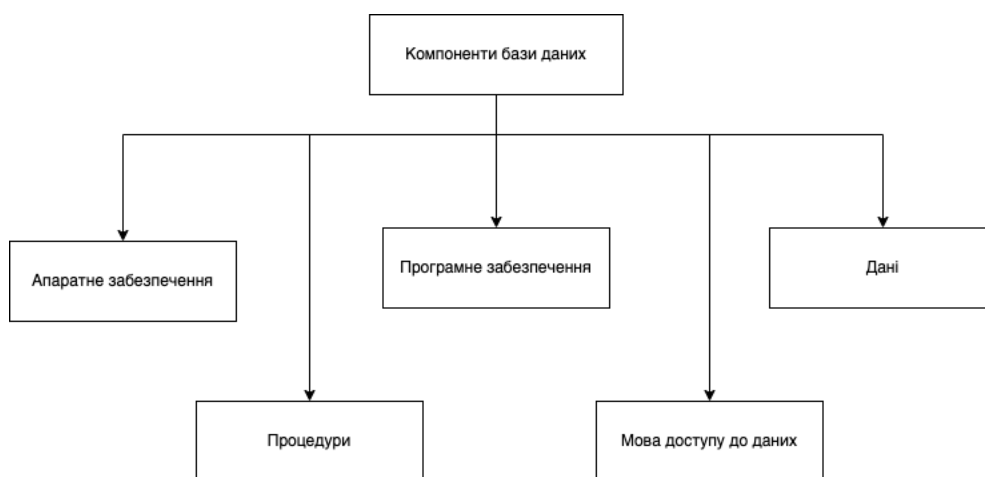 Компоненти бази даних
Апаратне забезпечення
Програмне забезпечення
Дані
Процедури
Мова доступу до даних